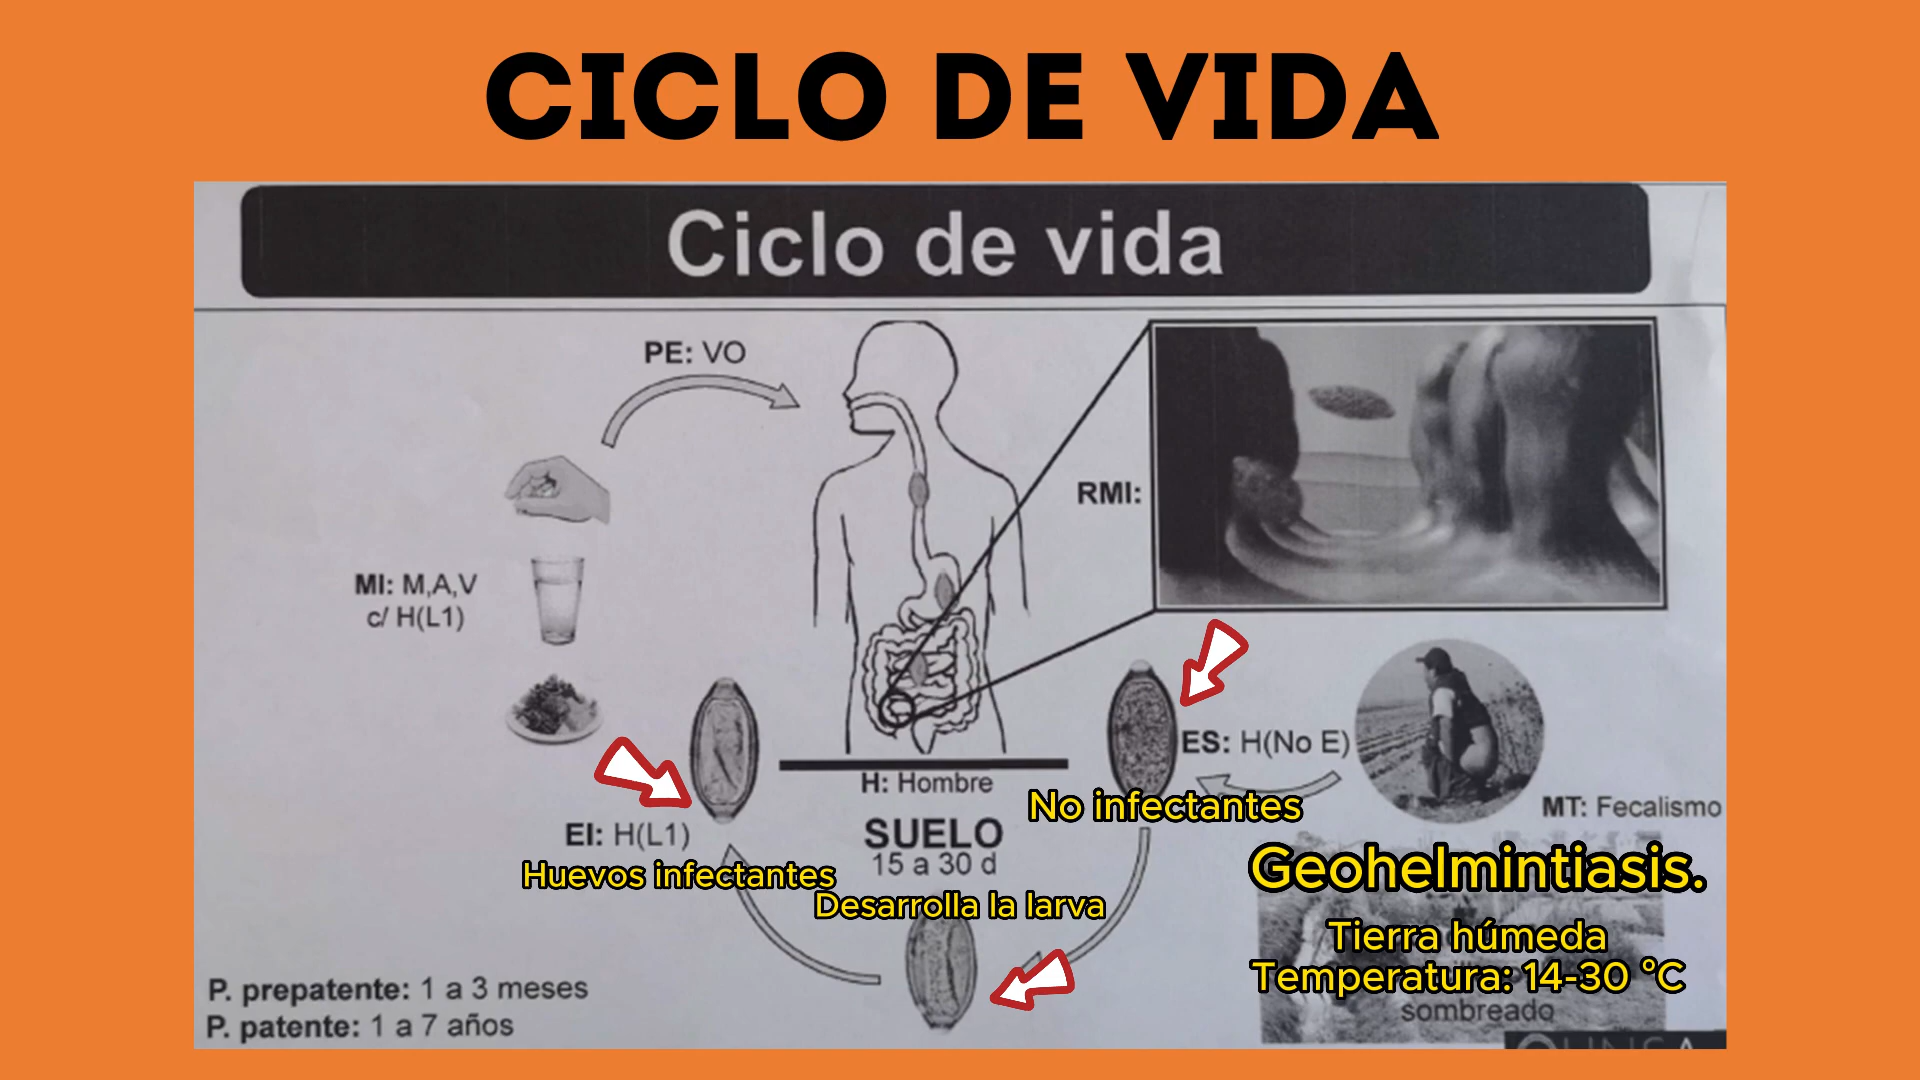 CICLO DE VIDA
Ciclo de vida
PE: VO
RMI:
MI: M,A,V
c/ H(L1)
ES: H(No E)
H: Hombre
No infectantes
MT: Fecalismo
EI: H(L1)
SUELO
15 a 30 d
Huevos infectantes
Desarrolla la larva
Geohelmintiasis.
Tierra húmeda
Temperatura: 14-30 °C
sombreado
P. prepatente: 1 a 3 meses
P. patente: 1 a 7 años